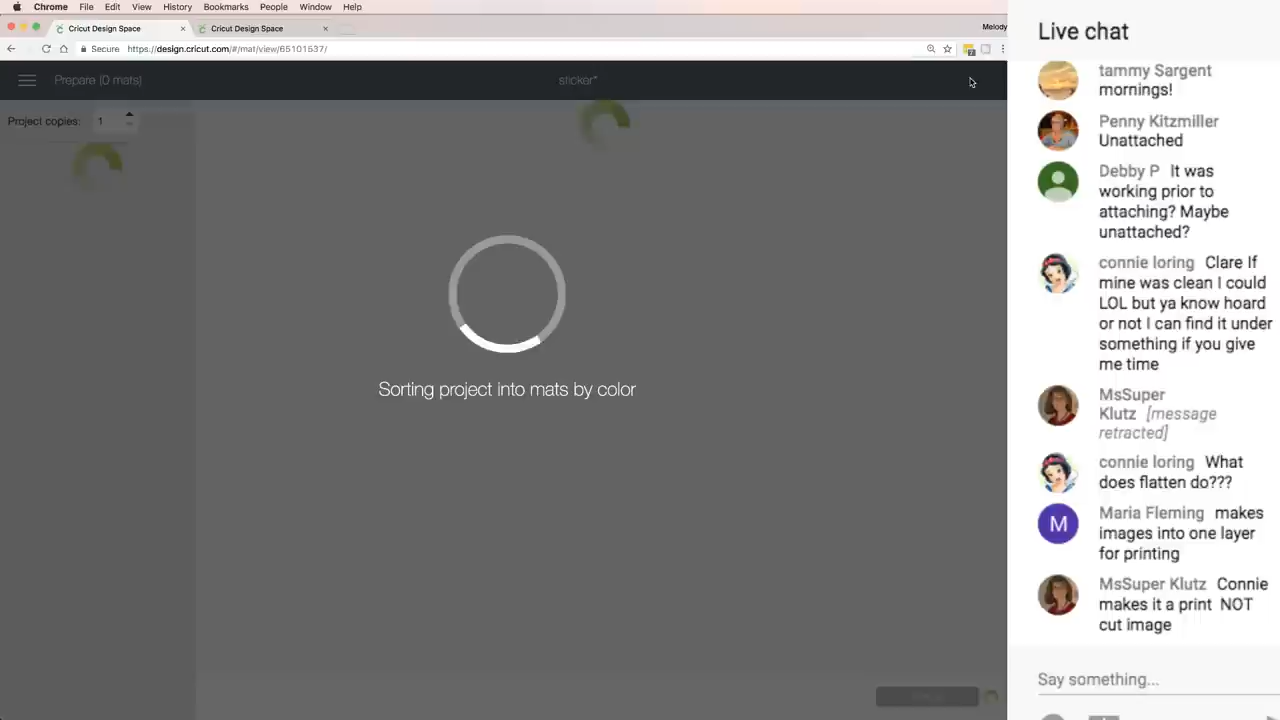 Chrome File Edit View History Bookmarks People Window Help
Cricut Design Space × Cricut Design Space ×
Melody
Secure https://design.cricut.com/#/mat/view/65101537/
Prepare (0 mats)
sticker*
Project copies: 1
Sorting project into mats by color
Live chat
tammy Sargent
mornings!
Penny Kitzmiller
Unattached
Debby P It was
working prior to
attaching? Maybe
unattached?
connie loring Clare If
mine was clean I could
LOL but ya know hoard
or not I can find it under
something if you give
me time
MsSuper
Klutz [message
retracted]
connie loring What
does flatten do???
M
Maria Fleming makes
images into one layer
for printing
MsSuper Klutz Connie
makes it a print NOT
cut image
Say something...